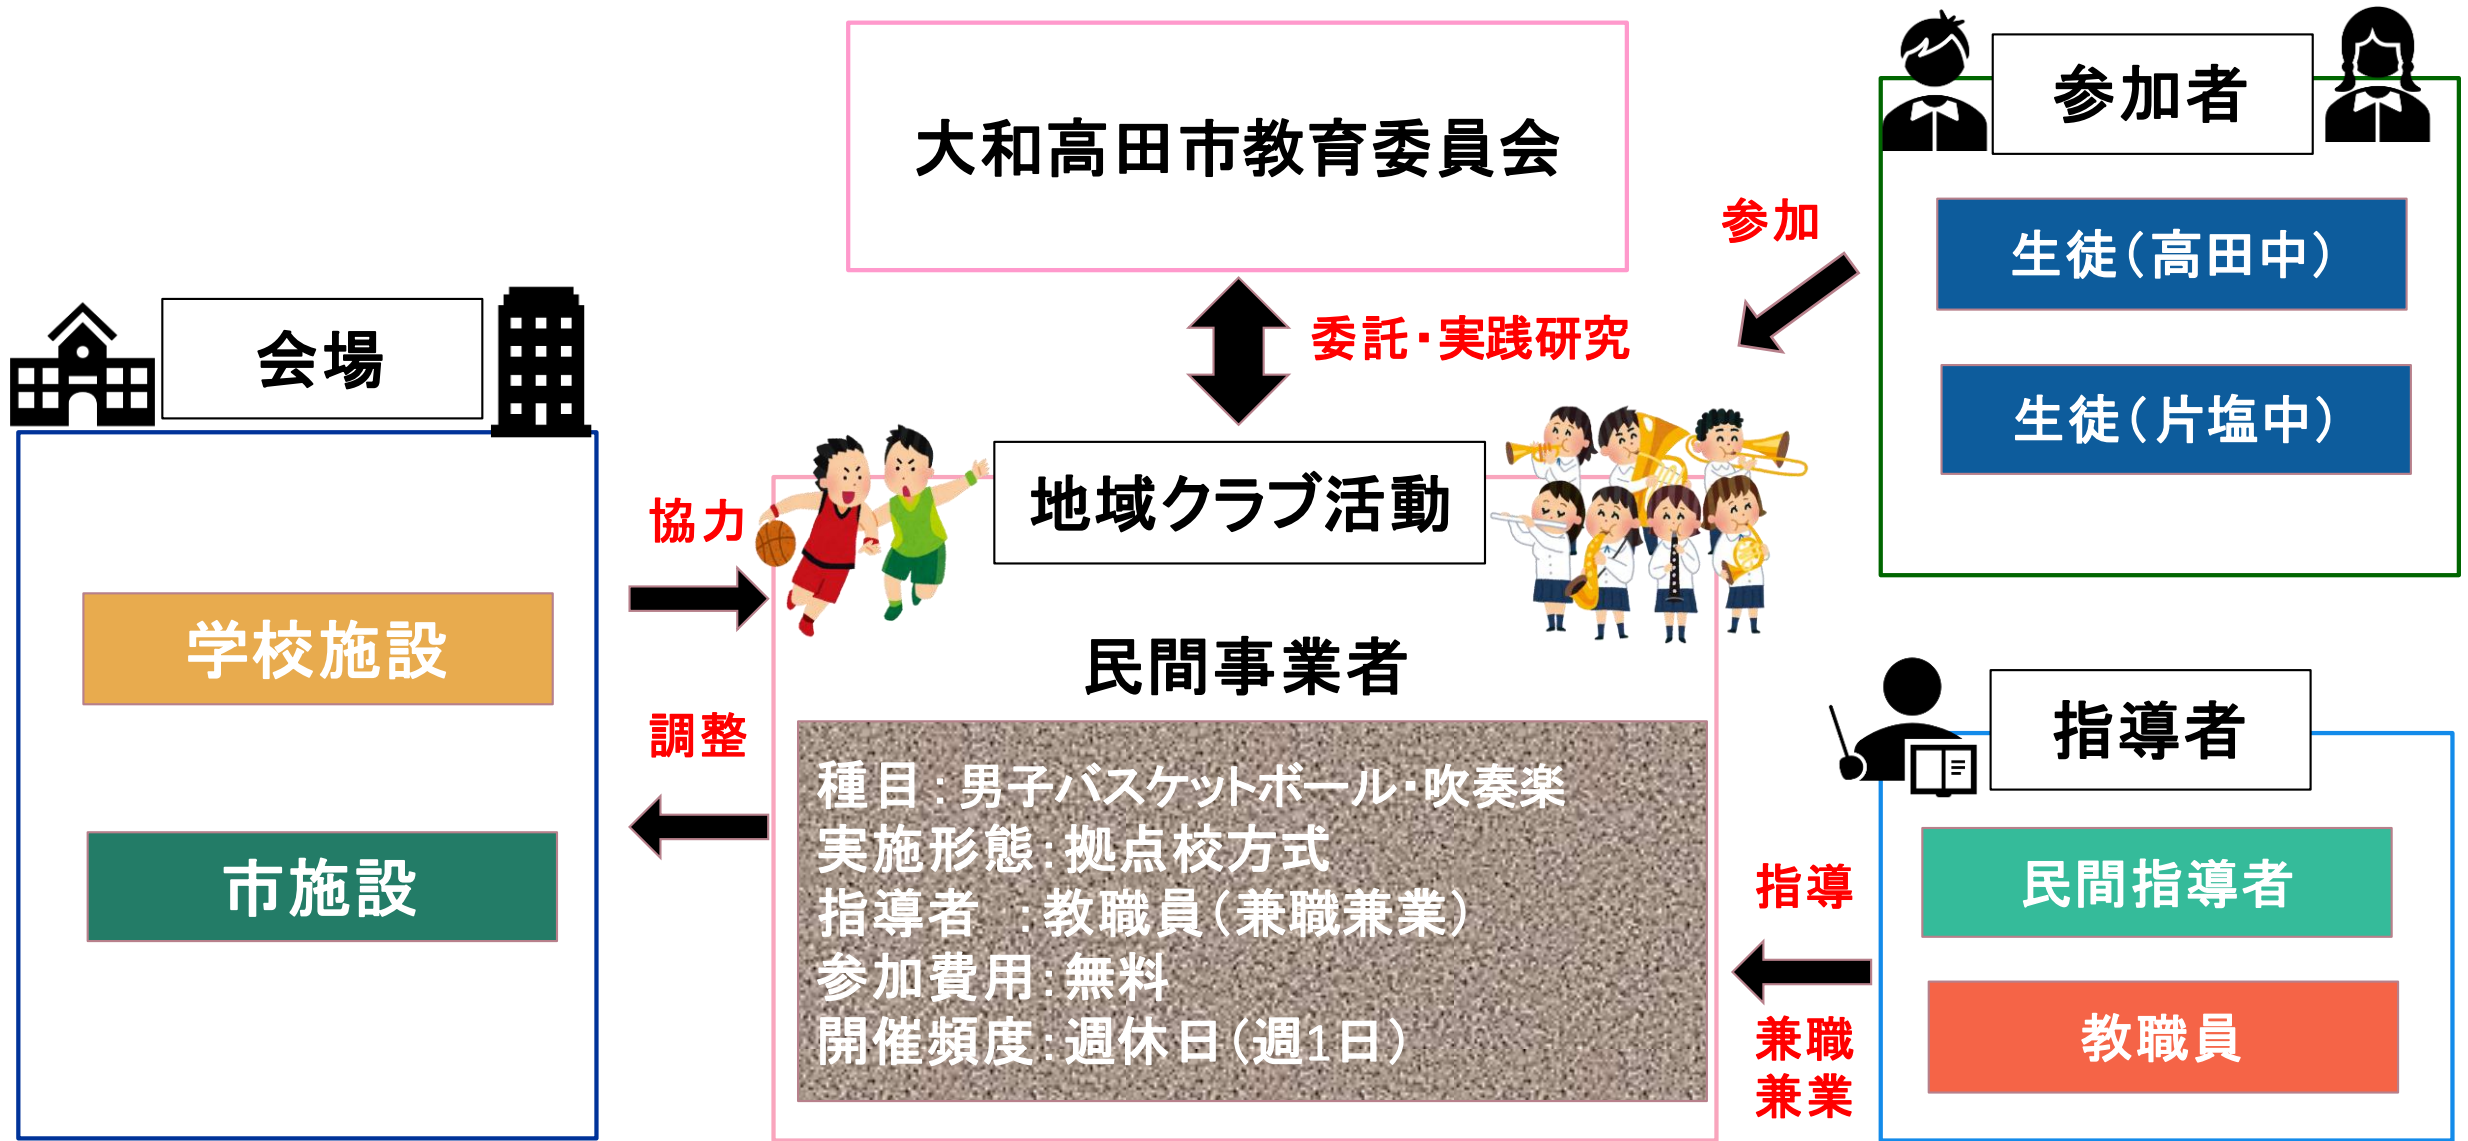 大和高田市教育委員会
委託・実践研究
参加者
生徒（高田中）
生徒（片塩中）
参加
会場
学校施設
市施設
協力
調整
地域クラブ活動
民間事業者
種目：男子バスケットボール・吹奏楽
実施形態：拠点校方式
指導者　：教職員（兼職兼業）
参加費用：無料
開催頻度：週休日（週1日）
指導者
民間指導者
教職員
指導
兼職
兼業